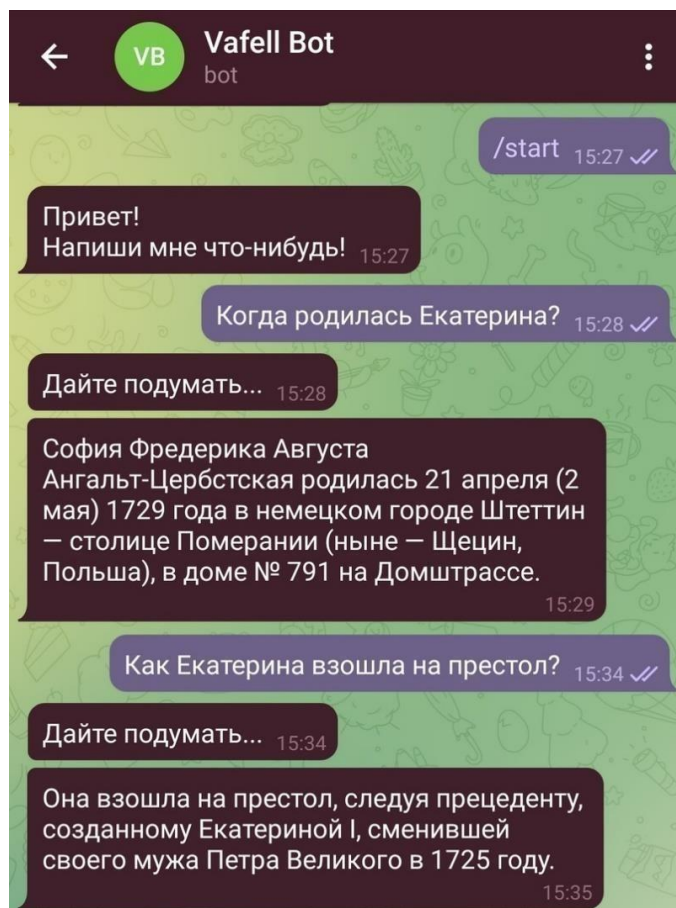 VB
Vafell Bot
bot
/start 15:27
Привет!
Напиши мне что-нибудь! 15:27
Когда родилась Екатерина? 15:28
Дайте подумать... 15:28
София Фредерика Августа
Ангальт-Цербстская родилась 21 апреля (2
мая) 1729 года в немецком городе Штеттин
— столице Померании (ныне — Щецин,
Польша), в доме № 791 на Домштрассе.
15:29
Как Екатерина взошла на престол? 15:34
Дайте подумать... 15:34
Она взошла на престол, следуя прецеденту,
созданному Екатериной I, сменившей
своего мужа Петра Великого в 1725 году.
15:35